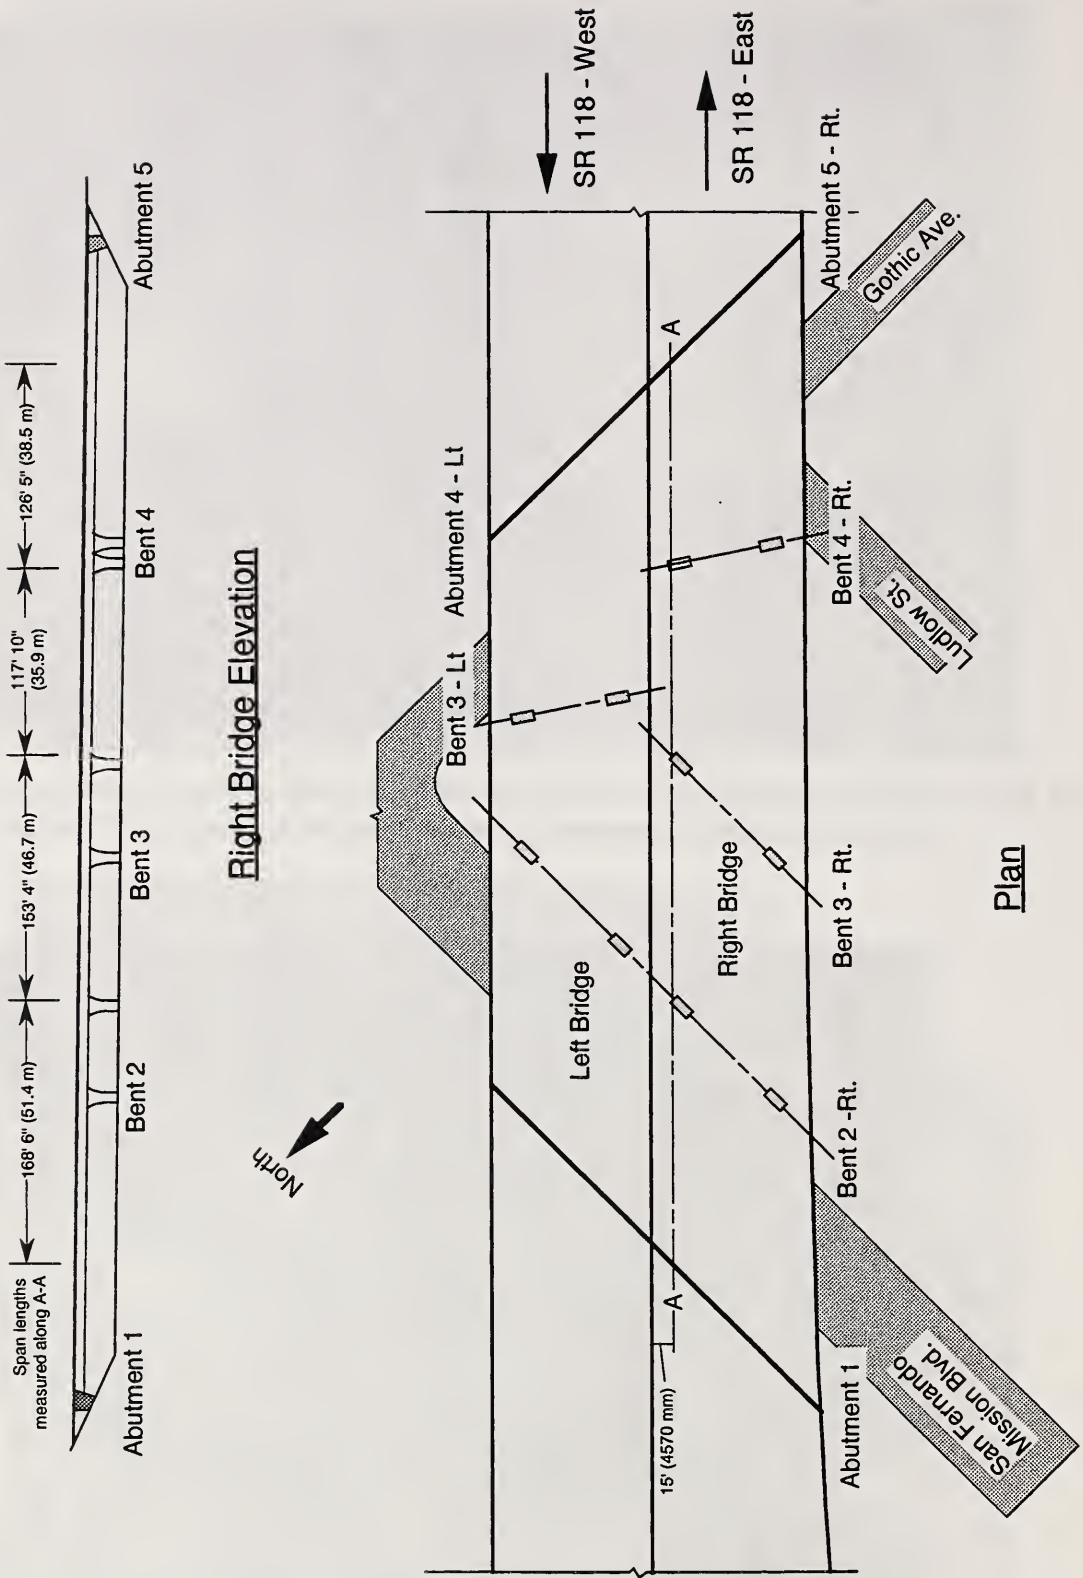 Span lengths
measured along A-A
168' 6" (51.4 m)
153' 4" (46.7 m)
117' 10"
(35.9 m)
126' 5" (38.5 m)
Abutment 1
Bent 2
Bent 3
Bent 4
Abutment 5
Right Bridge Elevation
North
Bent 3 - Lt
Abutment 4 - Lt
SR 118 - West
SR 118 - East
Left Bridge
Right Bridge
A
A
15' (4570 mm)
Abutment 1
San Fernando
Mission Blvd.
Bent 2 -Rt.
Bent 3 - Rt.
Bent 4 - Rt.
Ludlow St.
Abutment 5 - Rt.
Gothic Ave.
Plan